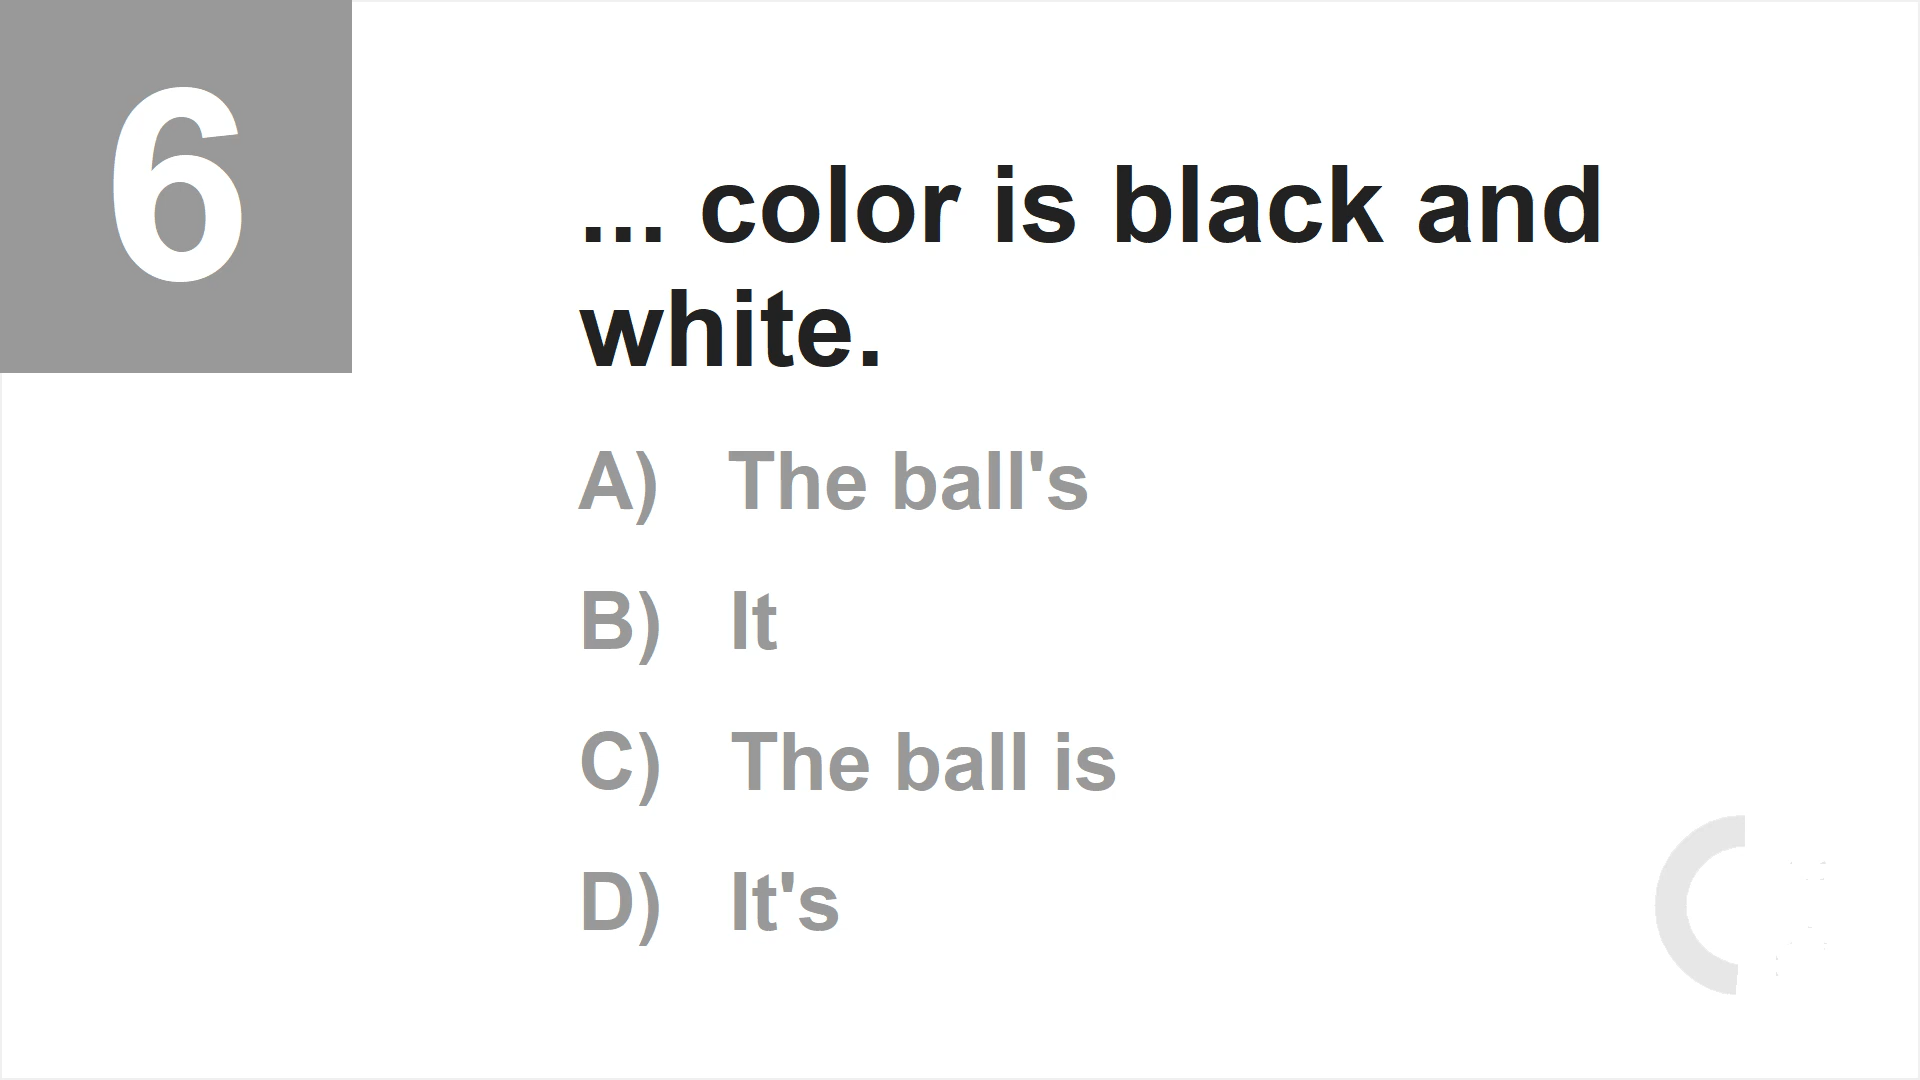 6
... color is black and
white.
A) The ball's
B) It
C) The ball is
D) It's